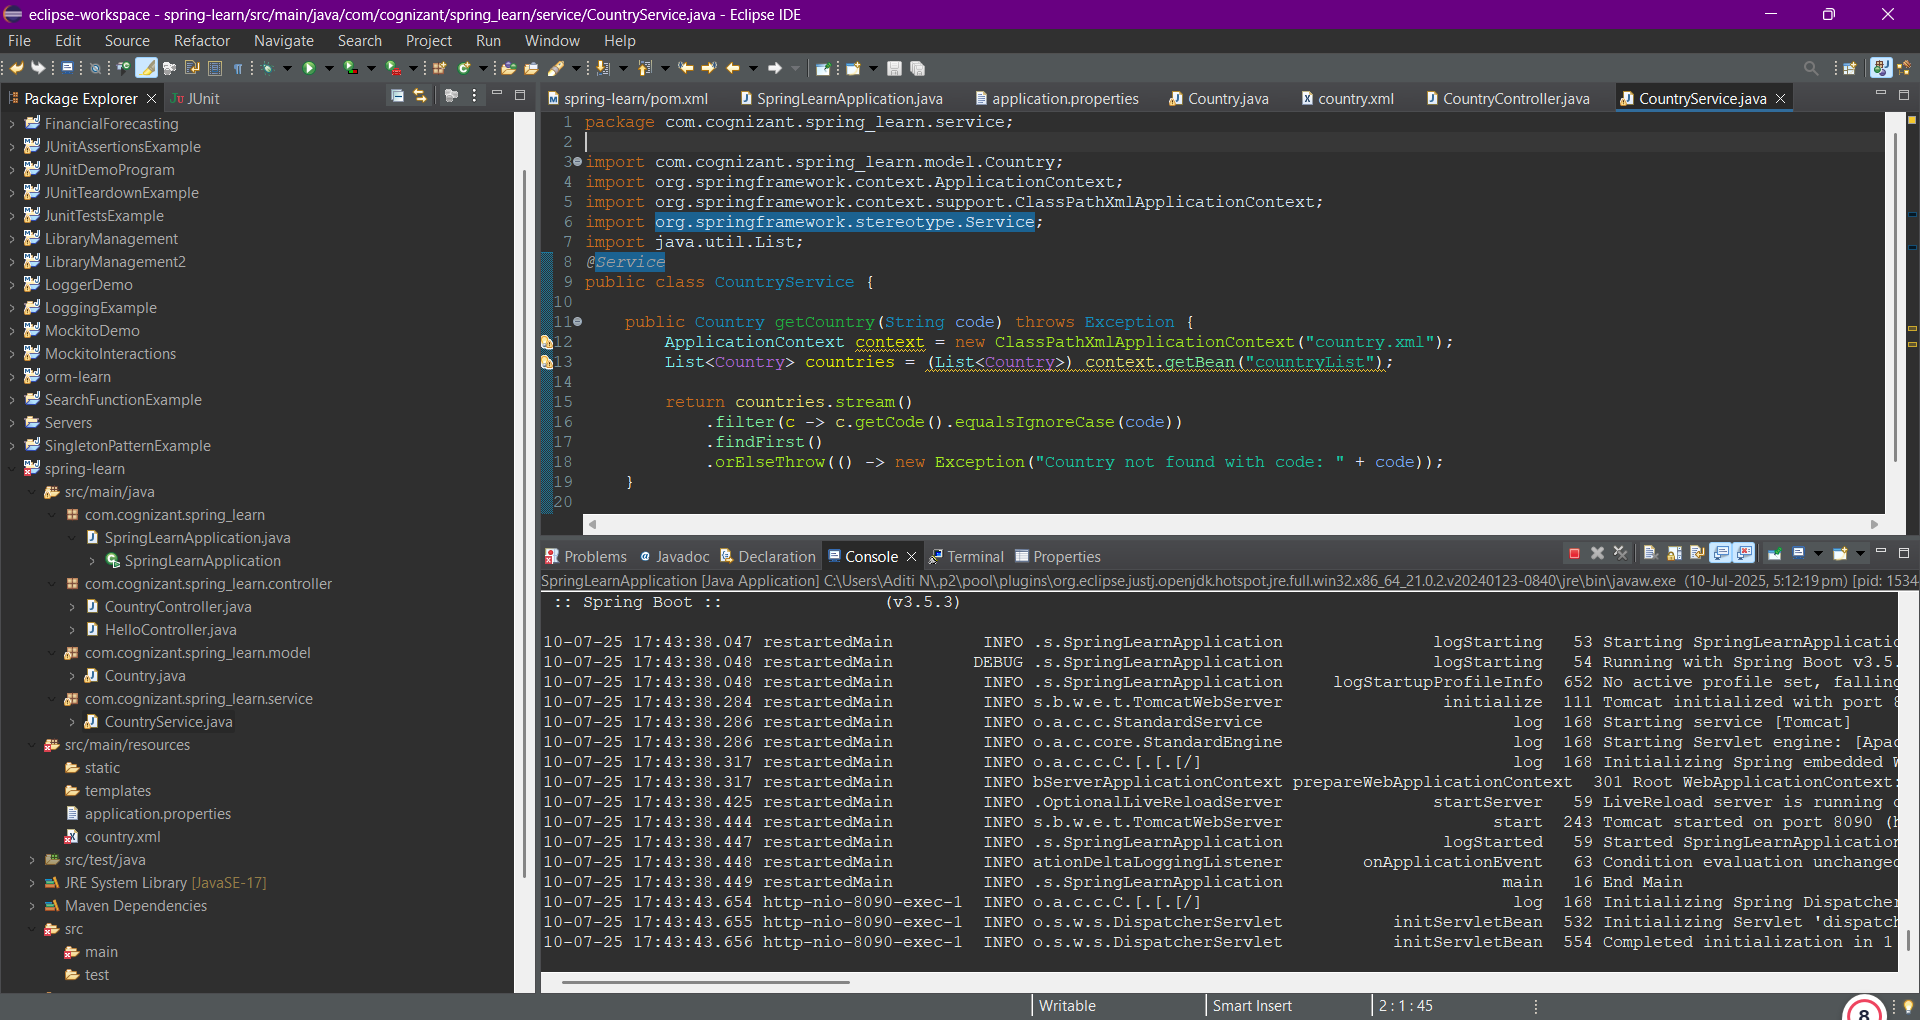 eclipse-workspace - spring-learn/src/main/java/com/cognizant/spring_learn/service/CountryService.java - Eclipse IDE
File Edit Source Refactor Navigate Search Project Run Window Help
Package Explorer
JUnit
FinancialForecasting
JUnitAssertionsExample
JUnitDemoProgram
JUnitTeardownExample
JunitTestsExample
LibraryManagement
LibraryManagement2
LoggerDemo
LoggingExample
MockitoDemo
MockitoInteractions
orm-learn
SearchFunctionExample
Servers
SingletonPatternExample
spring-learn
src/main/java
com.cognizant.spring_learn
SpringLearnApplication.java
SpringLearnApplication
com.cognizant.spring_learn.controller
CountryController.java
HelloController.java
com.cognizant.spring_learn.model
Country.java
com.cognizant.spring_learn.service
CountryService.java
src/main/resources
static
templates
application.properties
country.xml
src/test/java
JRE System Library [JavaSE-17]
Maven Dependencies
src
main
test
spring-learn/pom.xml SpringLearnApplication.java application.properties Country.java country.xml CountryController.java CountryService.java
1 package com.cognizant.spring_learn.service;
2
3 import com.cognizant.spring_learn.model.Country;
4 import org.springframework.context.ApplicationContext;
5 import org.springframework.context.support.ClassPathXmlApplicationContext;
6 import org.springframework.stereotype.Service;
7 import java.util.List;
8 @Service
9 public class CountryService {
10
11 public Country getCountry(String code) throws Exception {
12 ApplicationContext context = new ClassPathXmlApplicationContext("country.xml");
13 List<Country> countries = (List<Country>) context.getBean("countryList");
14
15 return countries.stream()
16 .filter(c -> c.getCode().equalsIgnoreCase(code))
17 .findFirst()
18 .orElseThrow(() -> new Exception("Country not found with code: " + code));
19 }
20
Problems Javadoc Declaration Console Terminal Properties
SpringLearnApplication [Java Application] C:\Users\Aditi N\.p2\pool\plugins\org.eclipse.justj.openjdk.hotspot.jre.full.win32.x86_64_21.0.2.v20240123-0840\jre\bin\javaw.exe (10-Jul-2025, 5:12:19 pm) [pid: 1534
:: Spring Boot :: (v3.5.3)
10-07-25 17:43:38.047 restartedMain INFO .s.SpringLearnApplication logStarting 53 Starting SpringLearnApplicatio
10-07-25 17:43:38.048 restartedMain DEBUG .s.SpringLearnApplication logStarting 54 Running with Spring Boot v3.5.
10-07-25 17:43:38.048 restartedMain INFO .s.SpringLearnApplication logStartupProfileInfo 652 No active profile set, falling
10-07-25 17:43:38.284 restartedMain INFO s.b.w.e.t.TomcatWebServer initialize 111 Tomcat initialized with port 8
10-07-25 17:43:38.286 restartedMain INFO o.a.c.c.StandardService log 168 Starting service [Tomcat]
10-07-25 17:43:38.286 restartedMain INFO o.a.c.core.StandardEngine log 168 Starting Servlet engine: [Apac
10-07-25 17:43:38.317 restartedMain INFO o.a.c.c.C.[.[.[/] log 168 Initializing Spring embedded W
10-07-25 17:43:38.317 restartedMain INFO bServerApplicationContext prepareWebApplicationContext 301 Root WebApplicationContext:
10-07-25 17:43:38.425 restartedMain INFO .OptionalLiveReloadServer startServer 59 LiveReload server is running o
10-07-25 17:43:38.444 restartedMain INFO s.b.w.e.t.TomcatWebServer start 243 Tomcat started on port 8090 (h
10-07-25 17:43:38.447 restartedMain INFO .s.SpringLearnApplication logStarted 59 Started SpringLearnApplication
10-07-25 17:43:38.448 restartedMain INFO ationDeltaLoggingListener onApplicationEvent 63 Condition evaluation unchanged
10-07-25 17:43:38.449 restartedMain INFO .s.SpringLearnApplication main 16 End Main
10-07-25 17:43:43.654 http-nio-8090-exec-1 INFO o.a.c.c.C.[.[.[/] log 168 Initializing Spring Dispatcher
10-07-25 17:43:43.655 http-nio-8090-exec-1 INFO o.s.w.s.DispatcherServlet initServletBean 532 Initializing Servlet 'dispatch
10-07-25 17:43:43.656 http-nio-8090-exec-1 INFO o.s.w.s.DispatcherServlet initServletBean 554 Completed initialization in 1
Writable Smart Insert 2 : 1 : 45
8